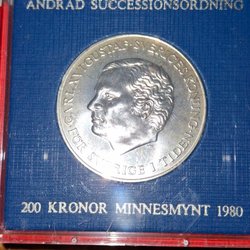 ÄNDRAD SUCCESSIONSORDNING
CARL XVI GUSTAF SVERIGES KONUNG
FÖR SVERIGE I TIDEN
200 KRONOR MINNESMYNT 1980